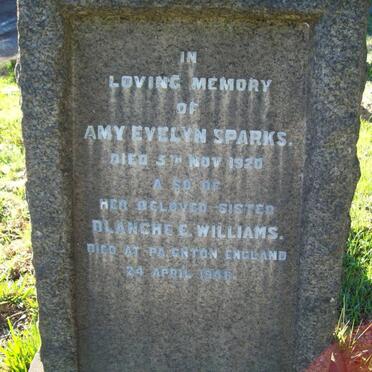 IN
LOVING MEMORY
OF
AMY EVELYN SPARKS.
DIED 5TH NOV 1920
ALSO OF
HER BELOVED SISTER
BLANCHE E. WILLIAMS.
DIED AT PAIGNTON ENGLAND
24 APRIL